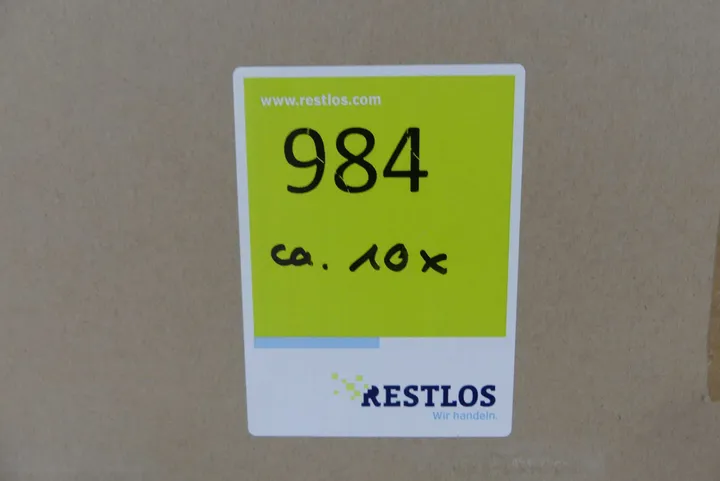 www.restlos.com
984
ca. 10x
RESTLOS
Wir handeln.